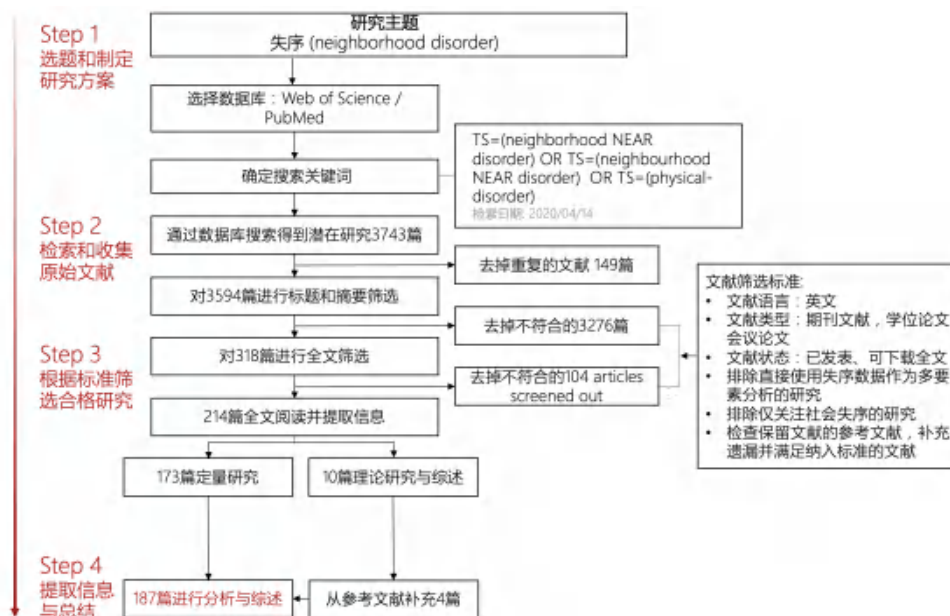 Step 1
选题和制定
研究方案
研究主题
失序 (neighborhood disorder)
选择数据库：Web of Science /
PubMed
确定搜索关键词
TS=(neighborhood NEAR
disorder) OR TS=(neighbourhood
NEAR disorder) OR TS=(physical-
disorder)
检索日期: 2020/04/14
Step 2
检索和收集
原始文献
通过数据库搜索得到潜在研究3743篇
去掉重复的文献 149篇
对3594篇进行标题和摘要筛选
去掉不符合的3276篇
文献筛选标准:
• 文献语言：英文
• 文献类型：期刊文献，学位论文
会议论文
• 文献状态：已发表、可下载全文
• 排除直接使用失序数据作为多要
素分析的研究
• 排除仅关注社会失序的研究
• 检查保留文献的参考文献，补充
遗漏并满足纳入标准的文献
Step 3
根据标准筛
选合格研究
对318篇进行全文筛选
去掉不符合的104 articles
screened out
214篇全文阅读并提取信息
173篇定量研究
10篇理论研究与综述
Step 4
提取信息
与总结
187篇进行分析与综述
从参考文献补充4篇